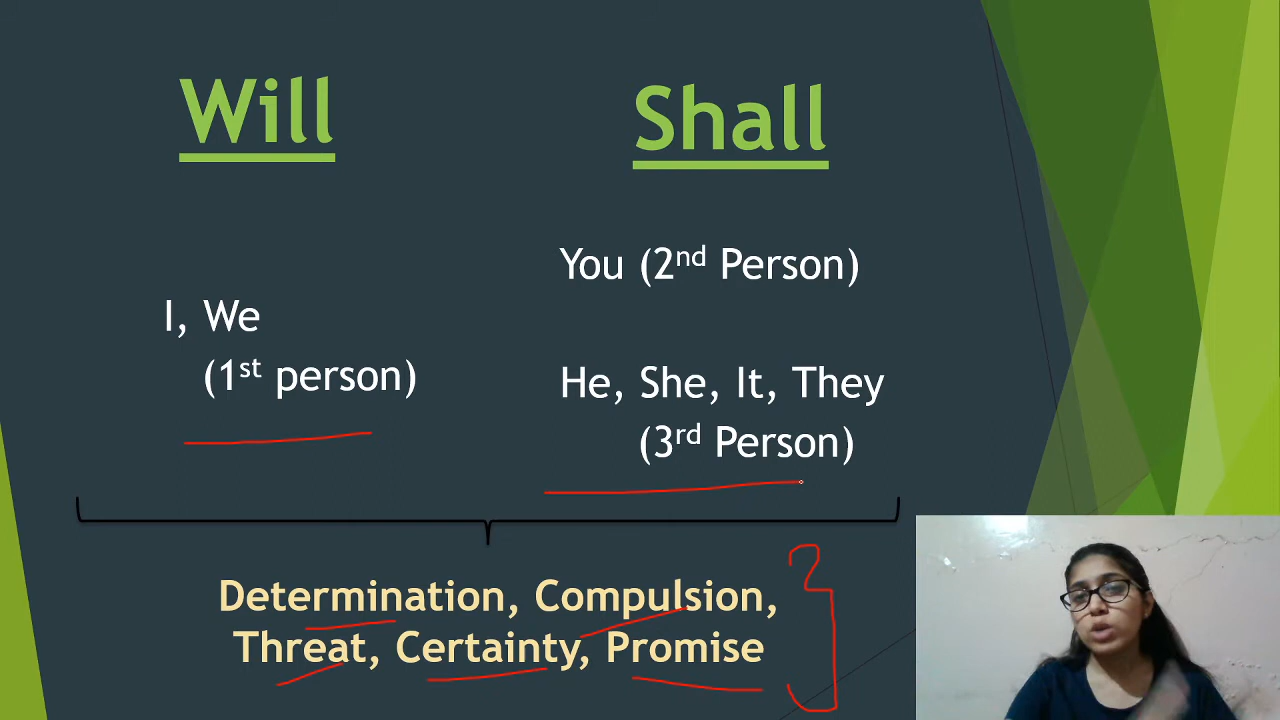 Will
I, We
(1st person)
Shall
You (2nd Person)
He, She, It, They
(3rd Person)
Determination, Compulsion,
Threat, Certainty, Promise